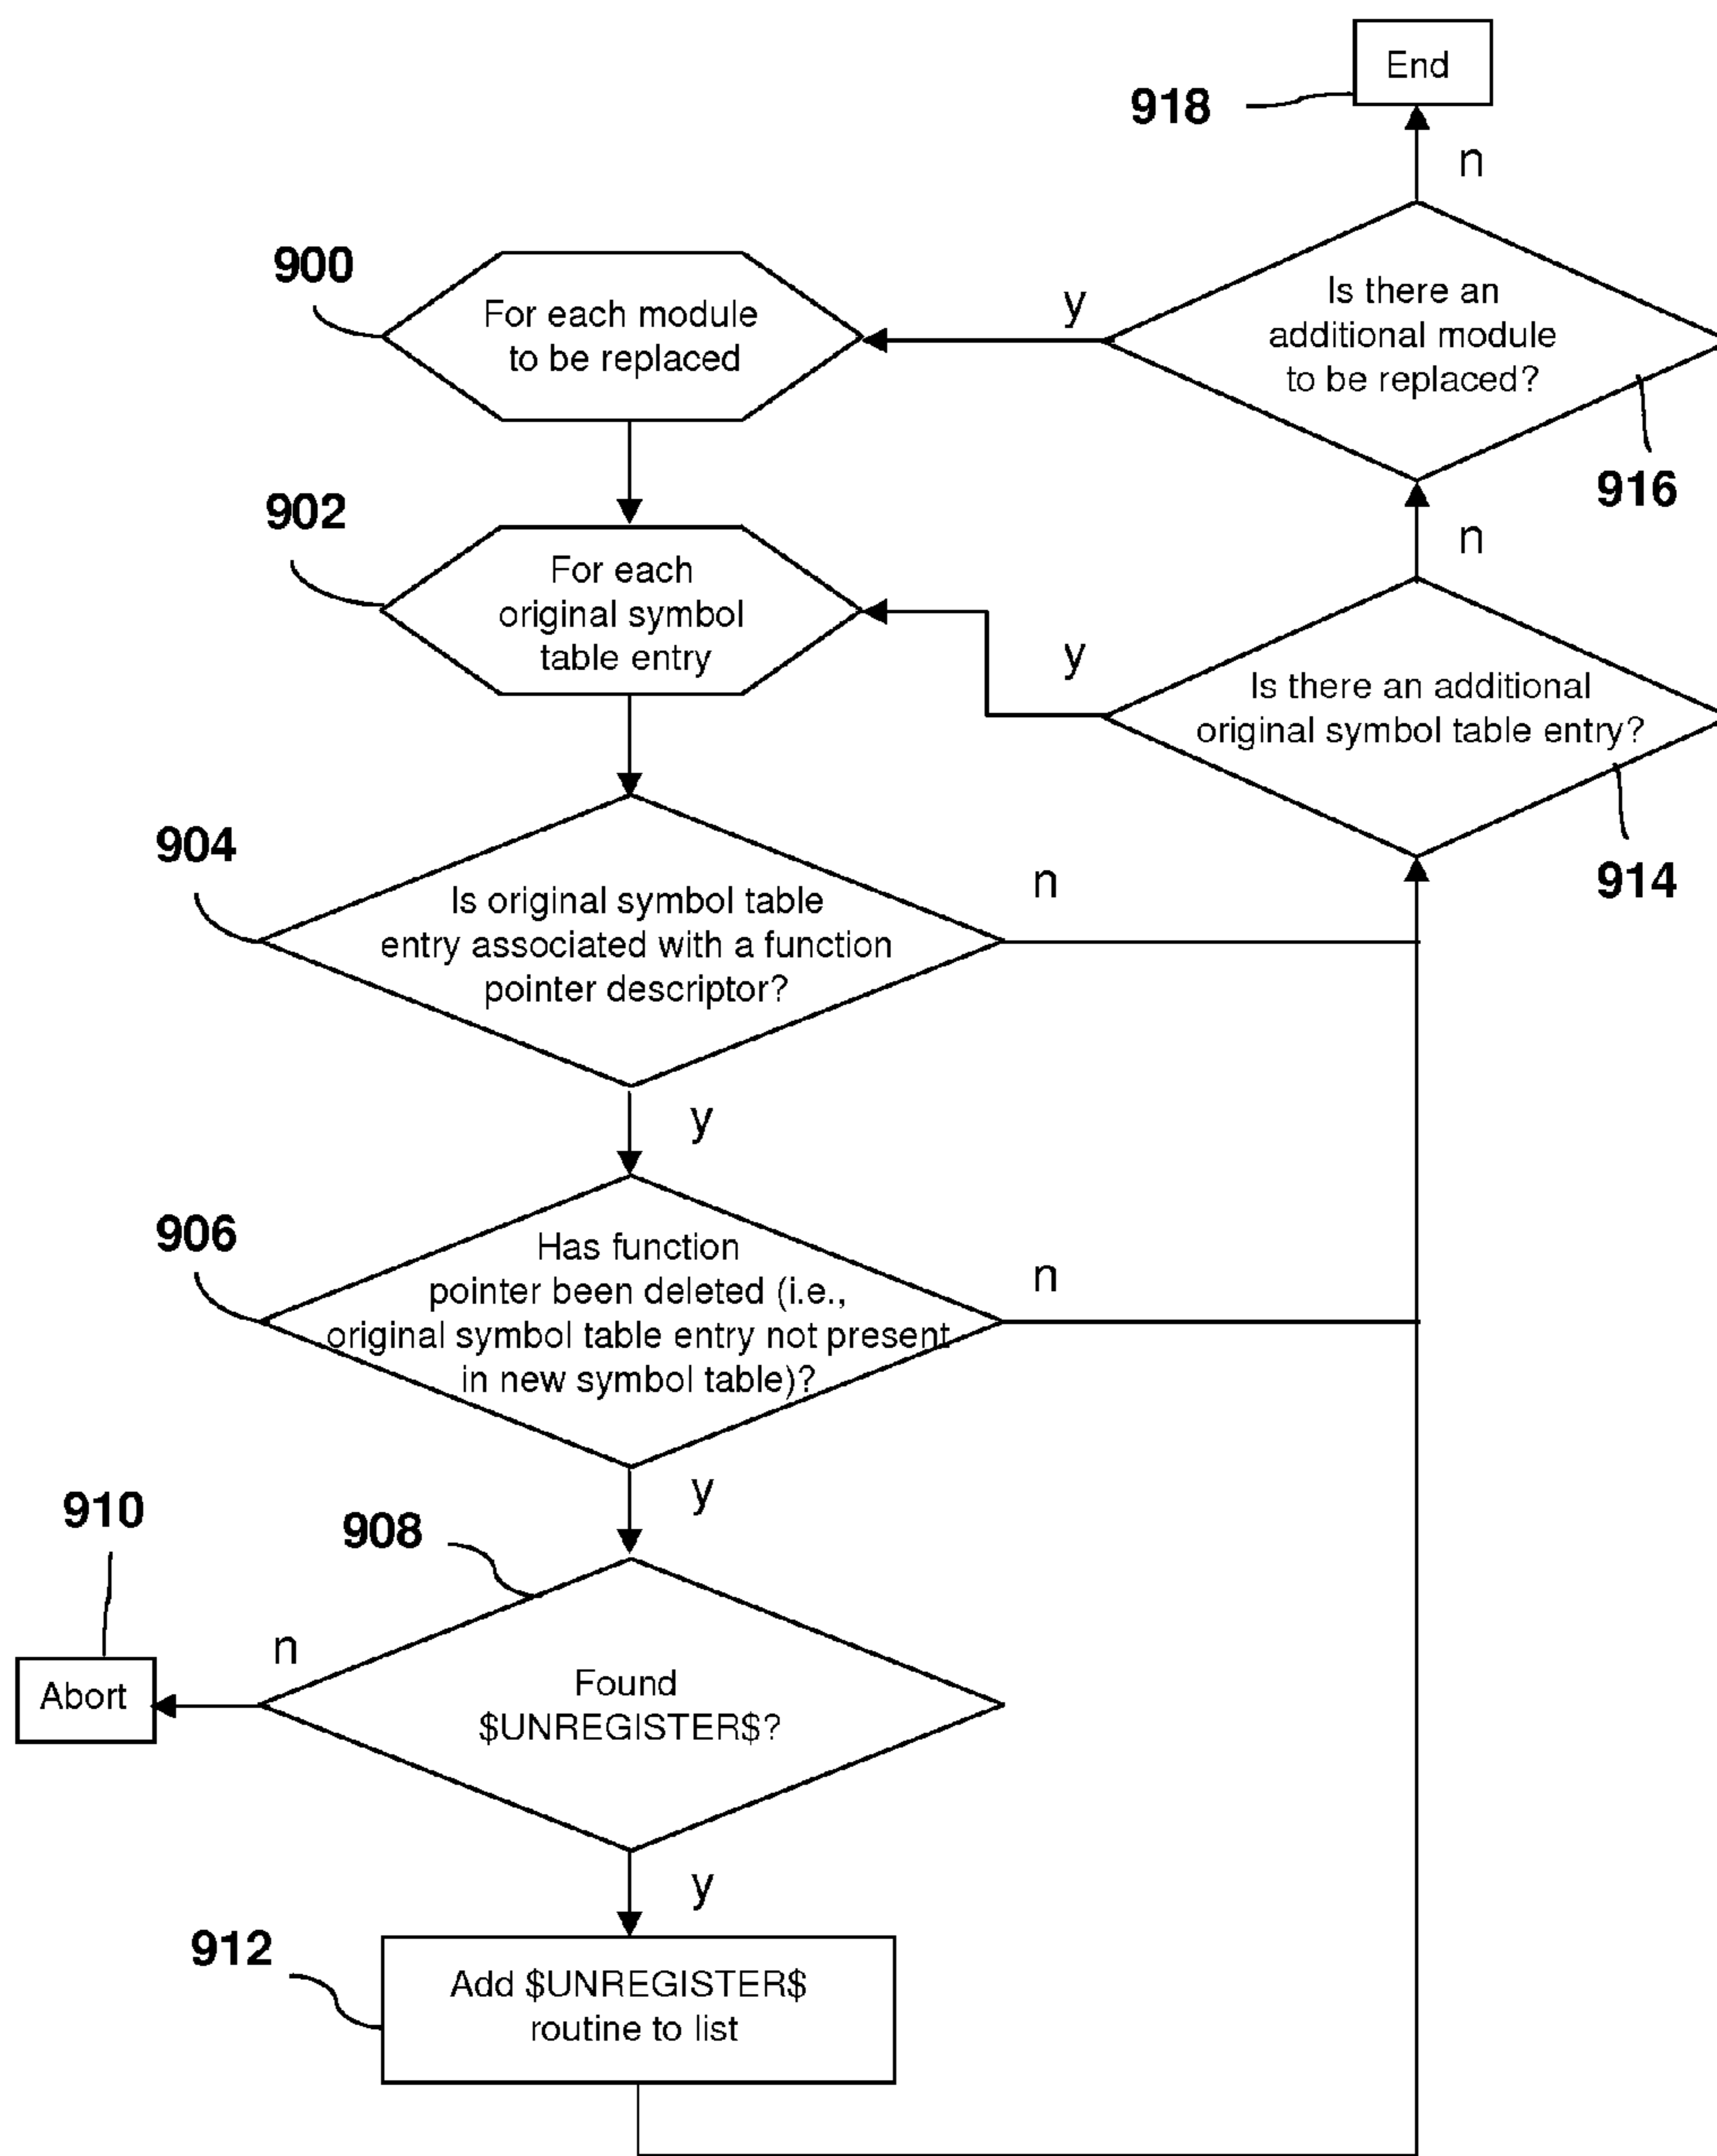 End
918
n
900
For each module
to be replaced
y
Is there an
additional module
to be replaced?
916
n
902
For each
original symbol
table entry
y
Is there an additional
original symbol table entry?
914
904
Is original symbol table
entry associated with a function
pointer descriptor?
n
y
906
Has function
pointer been deleted (i.e.,
original symbol table entry not present
in new symbol table)?
n
y
910
908
n
Abort
Found
$UNREGISTER$?
y
912
Add $UNREGISTER$
routine to list